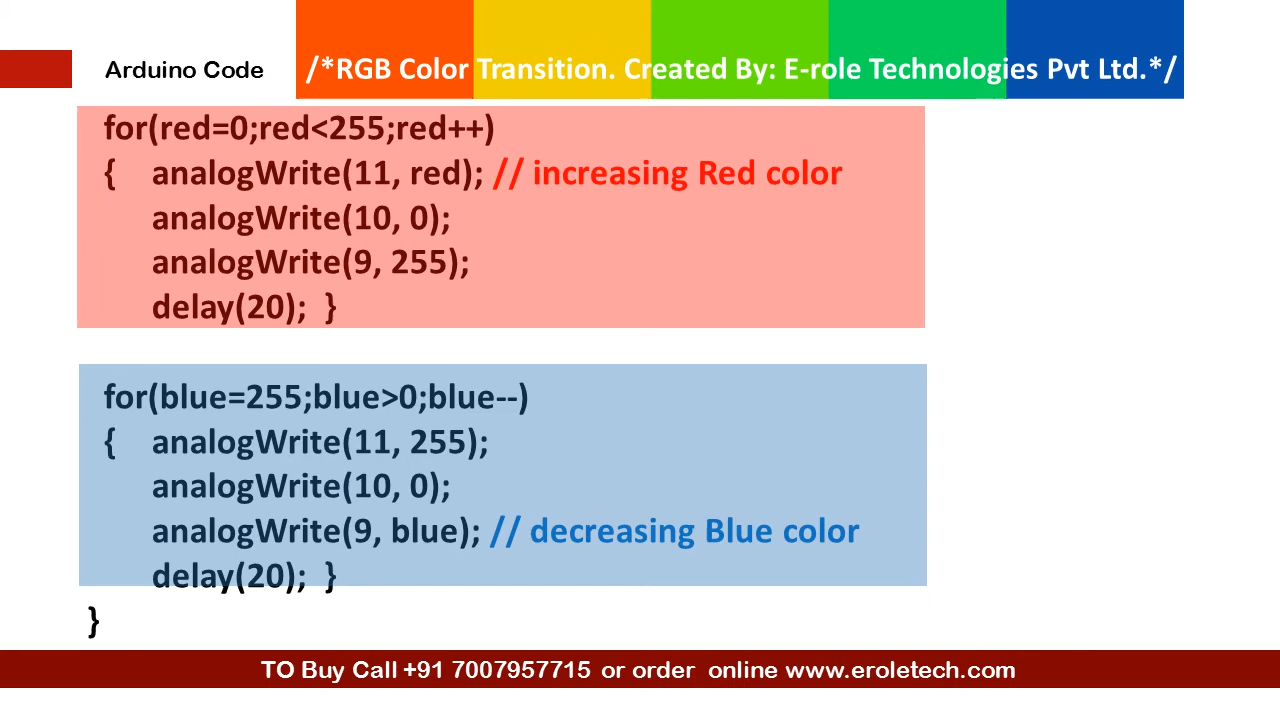 Arduino Code
/*RGB Color Transition. Created By: E-role Technologies Pvt Ltd.*/
for(red=0;red<255;red++)
{ analogWrite(11, red); // increasing Red color
analogWrite(10, 0);
analogWrite(9, 255);
delay(20); }
for(blue=255;blue>0;blue--)
{ analogWrite(11, 255);
analogWrite(10, 0);
analogWrite(9, blue); // decreasing Blue color
delay(20); }
}
TO Buy Call +91 7007957715 or order online www.eroletech.com